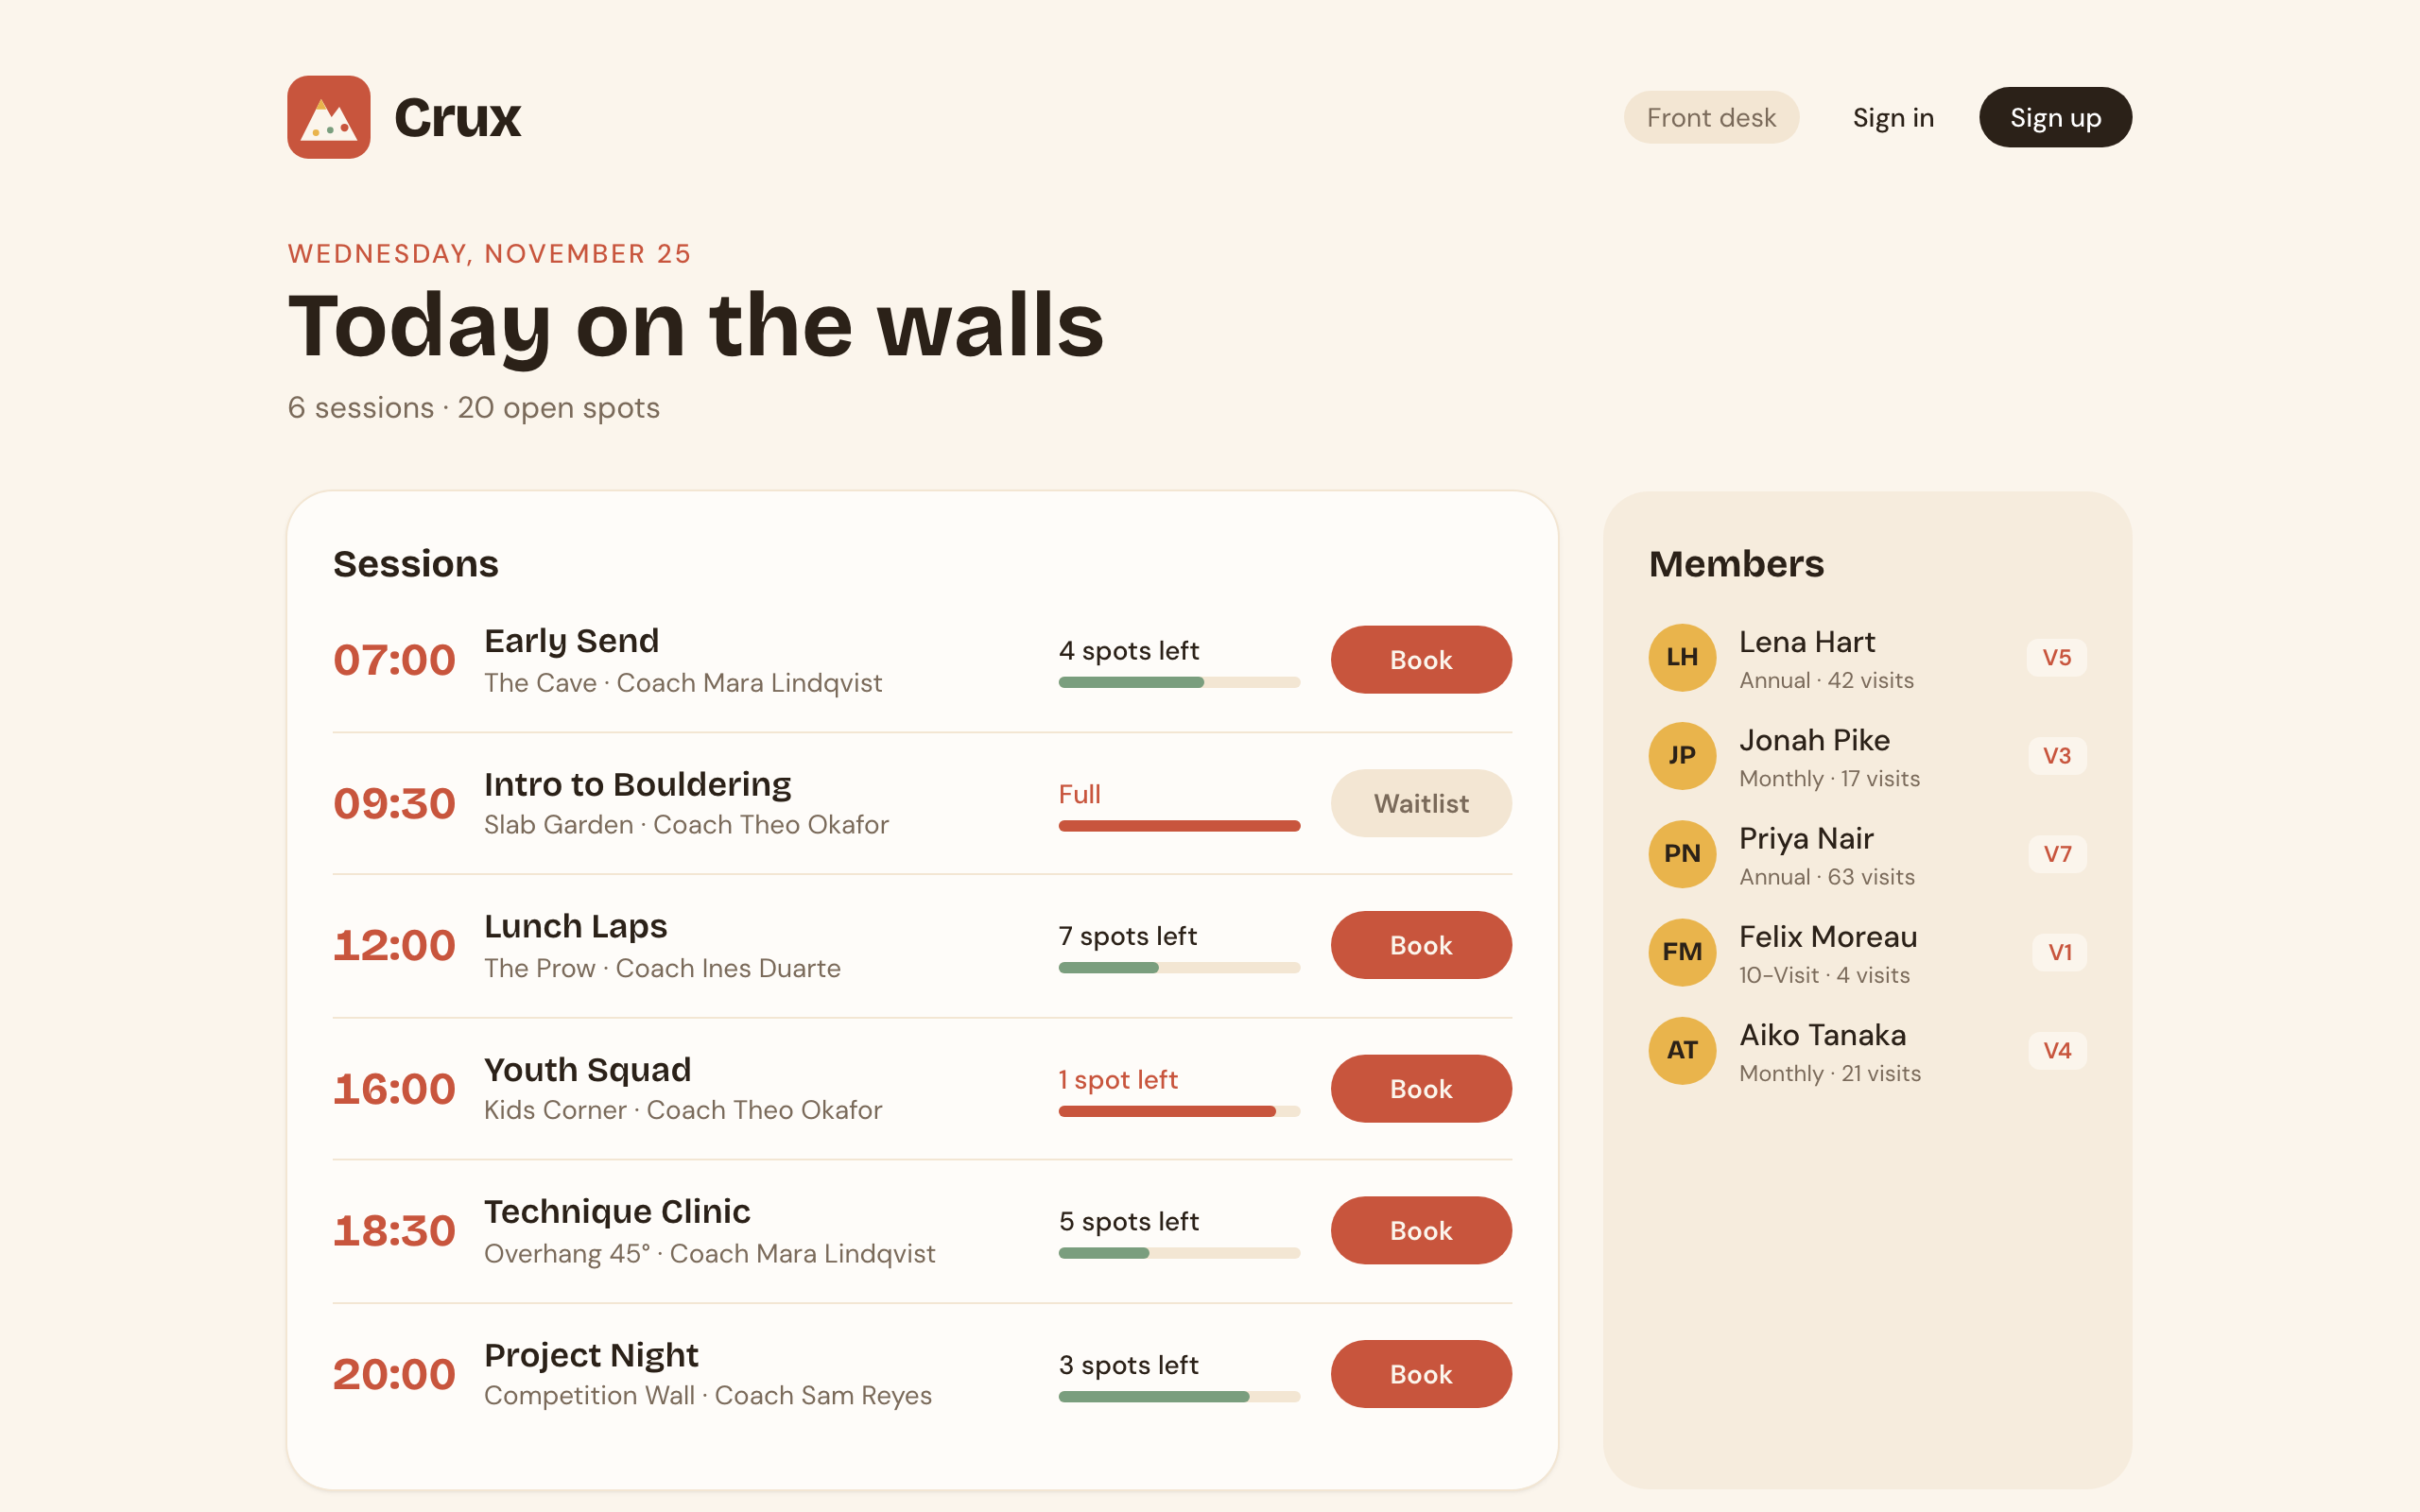 Crux
Front desk
Sign in
Sign up
WEDNESDAY, NOVEMBER 25
Today on the walls
6 sessions · 20 open spots
Sessions
07:00
Early Send
The Cave · Coach Mara Lindqvist
4 spots left
Book
09:30
Intro to Bouldering
Slab Garden · Coach Theo Okafor
Full
Waitlist
12:00
Lunch Laps
The Prow · Coach Ines Duarte
7 spots left
Book
16:00
Youth Squad
Kids Corner · Coach Theo Okafor
1 spot left
Book
18:30
Technique Clinic
Overhang 45° · Coach Mara Lindqvist
5 spots left
Book
20:00
Project Night
Competition Wall · Coach Sam Reyes
3 spots left
Book
Members
LH
Lena Hart
Annual · 42 visits
V5
JP
Jonah Pike
Monthly · 17 visits
V3
PN
Priya Nair
Annual · 63 visits
V7
FM
Felix Moreau
10-Visit · 4 visits
V1
AT
Aiko Tanaka
Monthly · 21 visits
V4